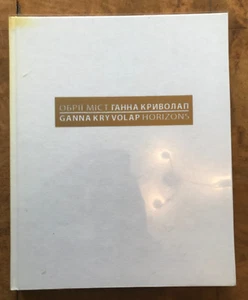 ОБРІЇ МІСТ ГАННА КРИВОЛАП
GANNA KRYVOLAP HORIZONS